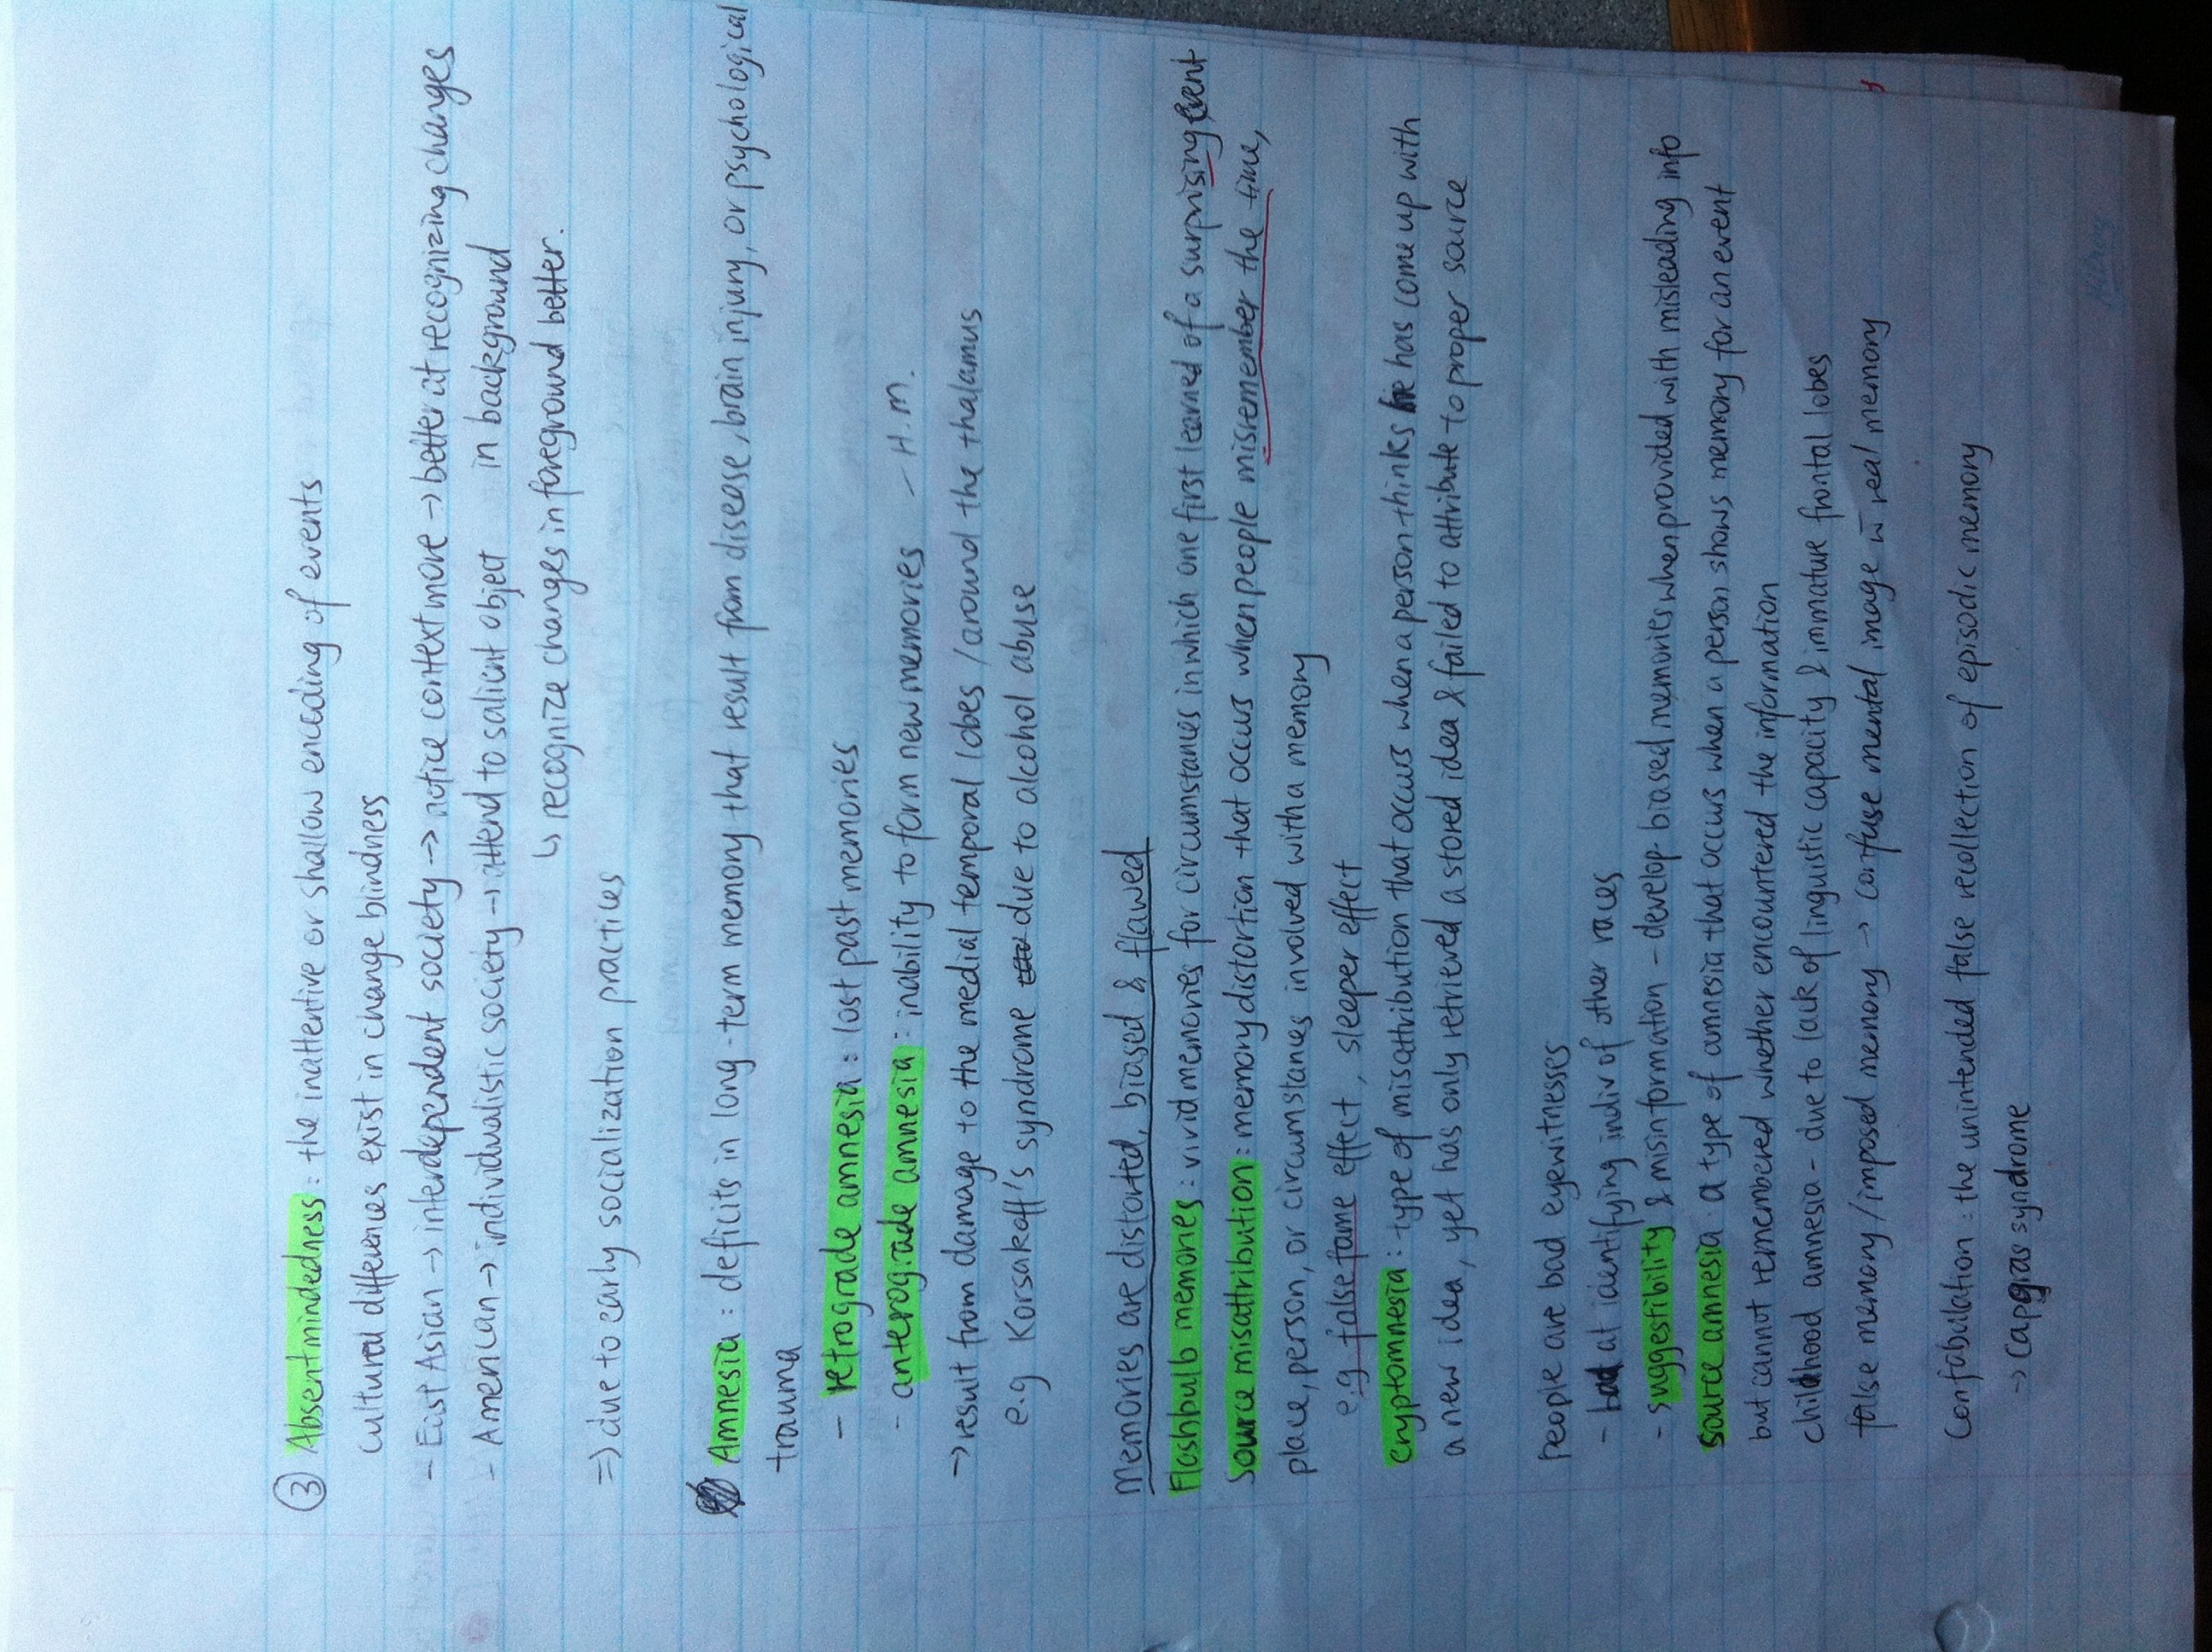 ③ Absentmindedness : the inattentive or shallow encoding of events
cultural differences exist in change blindness
- East Asian → interdependent society → notice context more → better at recognizing changes
in background
- American → individualistic society → attend to salient object
↳ recognize changes in foreground better.
⇒ due to early socialization practices
Amnesia : deficits in long-term memory that result from disease, brain injury, or psychological
trauma
- retrograde amnesia : lost past memories
- anterograde amnesia : inability to form new memories - H.M.
→ result from damage to the medial temporal lobes / around the thalamus
e.g Korsakoff's syndrome due to alcohol abuse
Memories are distorted, biased & flawed
Flashbulb memories : vivid memories for circumstances in which one first learned of a surprising event
Source misattribution : memory distortion that occurs when people misremember the time,
place, person, or circumstances involved with a memory
e.g false fame effect, sleeper effect
cryptomnesia : type of misattribution that occurs when a person thinks he has come up with
a new idea, yet has only retrieved a stored idea & failed to attribute to proper source
People are bad eyewitnesses
- bad at identifying indiv of other races
- suggestibility & misinformation - develop biased memories when provided with misleading info
source amnesia : a type of amnesia that occurs when a person shows memory for an event
but cannot remembered whether encountered the information
childhood amnesia - due to lack of linguistic capacity & immature frontal lobes
false memory / imposed memory → confuse mental image w̄ real memory
Confabulation : the unintended false recollection of episodic memory
→ Capgras syndrome